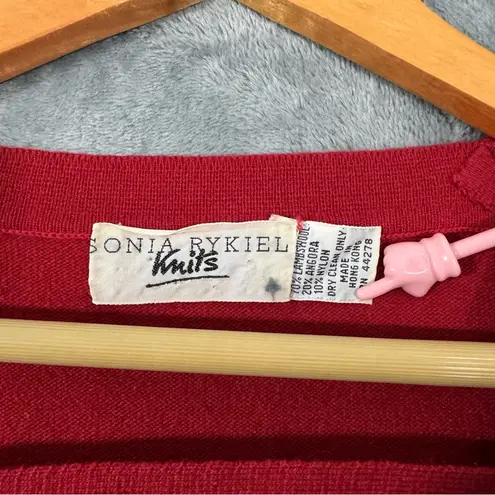 SONIA RYKIEL
Knits
70% LAMBSWOOL
20% ANGORA
10% NYLON
DRY CLEAN ONLY
MADE IN
HONG KONG
RN 44278